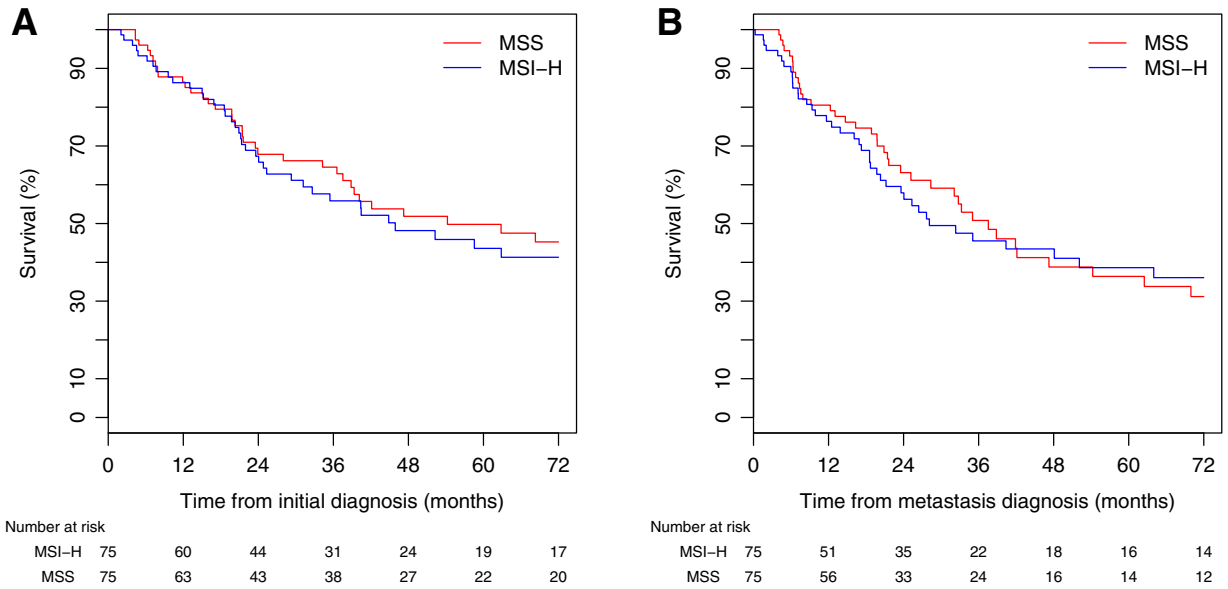 A
MSS
MSI−H
Survival (%)
90
70
50
30
10
0
0 12 24 36 48 60 72
Time from initial diagnosis (months)
Number at risk
MSI−H 75 60 44 31 24 19 17
MSS 75 63 43 38 27 22 20
B
MSS
MSI−H
Survival (%)
90
70
50
30
10
0
0 12 24 36 48 60 72
Time from metastasis diagnosis (months)
Number at risk
MSI−H 75 51 35 22 18 16 14
MSS 75 56 33 24 16 14 12